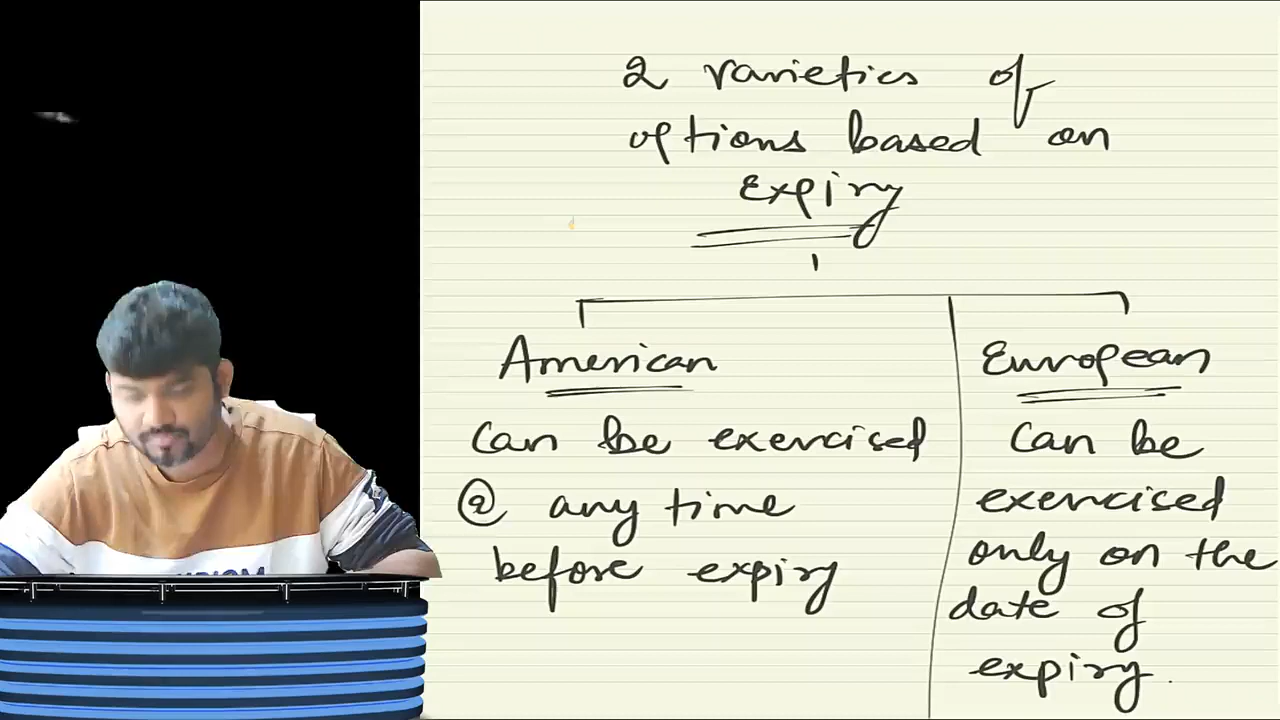 2 varieties of
options based on
Expiry
American
Can be exercised
@ any time
before expiry
European
Can be
exercised
only on the
date of
expiry.